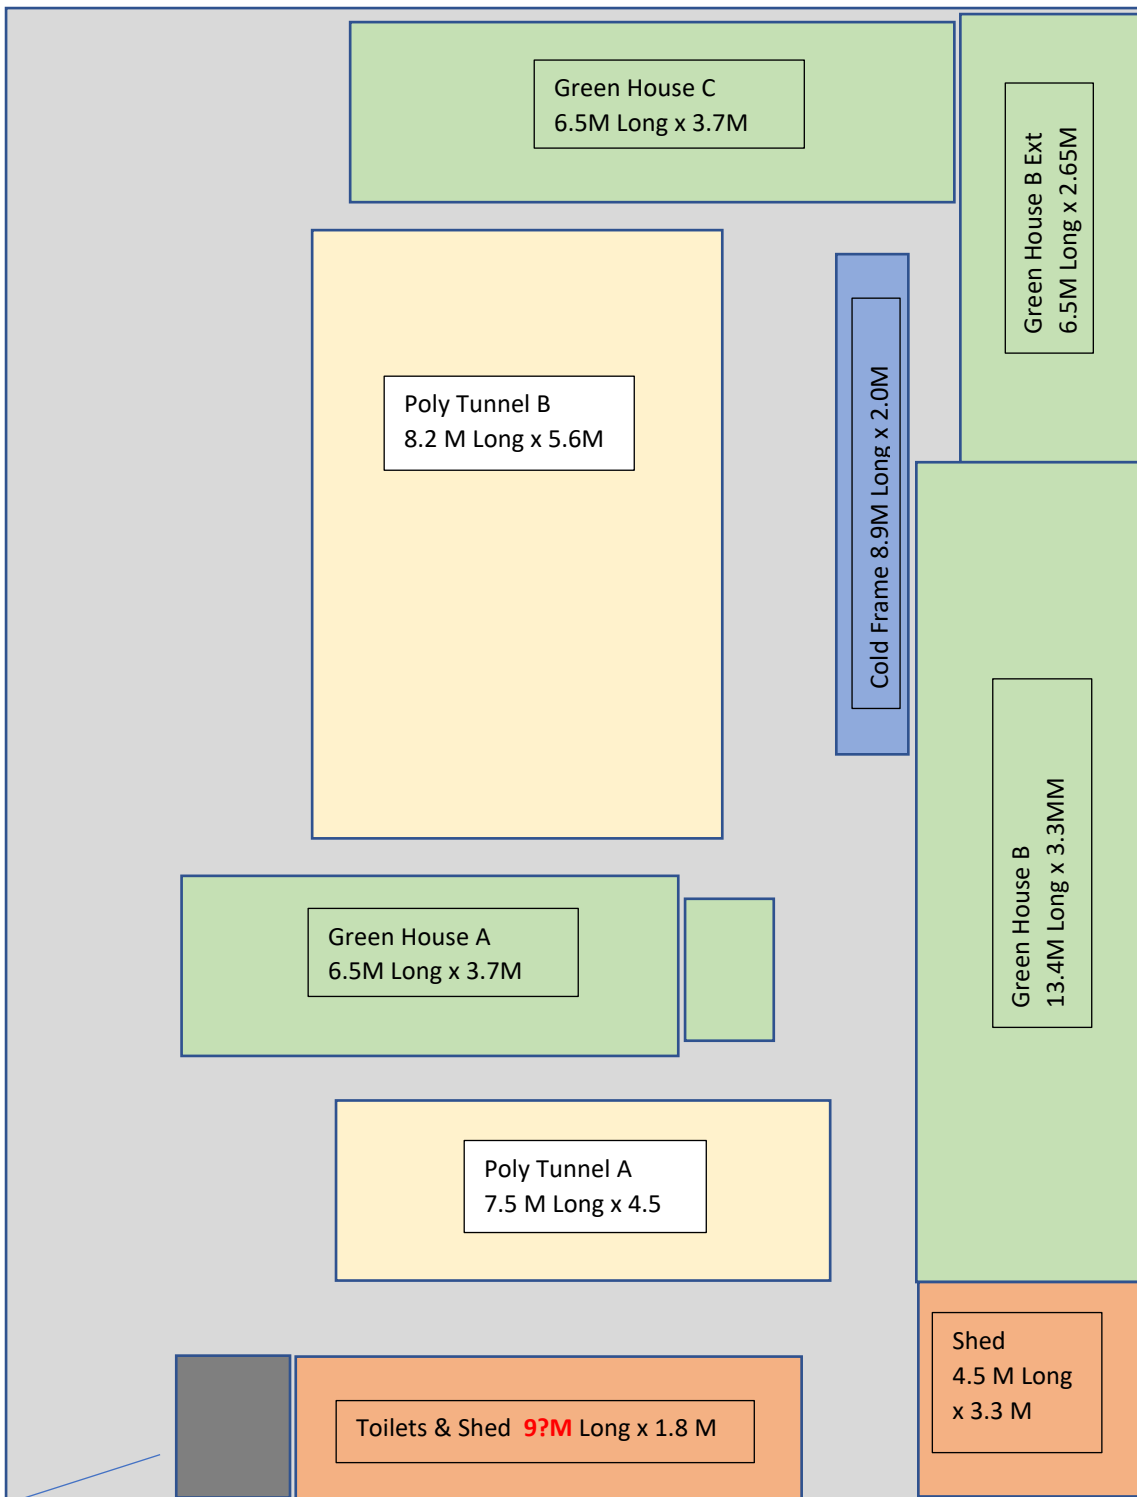 Green House C
6.5M Long x 3.7M
Green House B Ext
6.5M Long x 2.65M
Poly Tunnel B
8.2 M Long x 5.6M
Cold Frame 8.9M Long x 2.0M
Green House B
13.4M Long x 3.3MM
Green House A
6.5M Long x 3.7M
Poly Tunnel A
7.5 M Long x 4.5
Shed
4.5 M Long
x 3.3 M
Toilets & Shed 9?M Long x 1.8 M